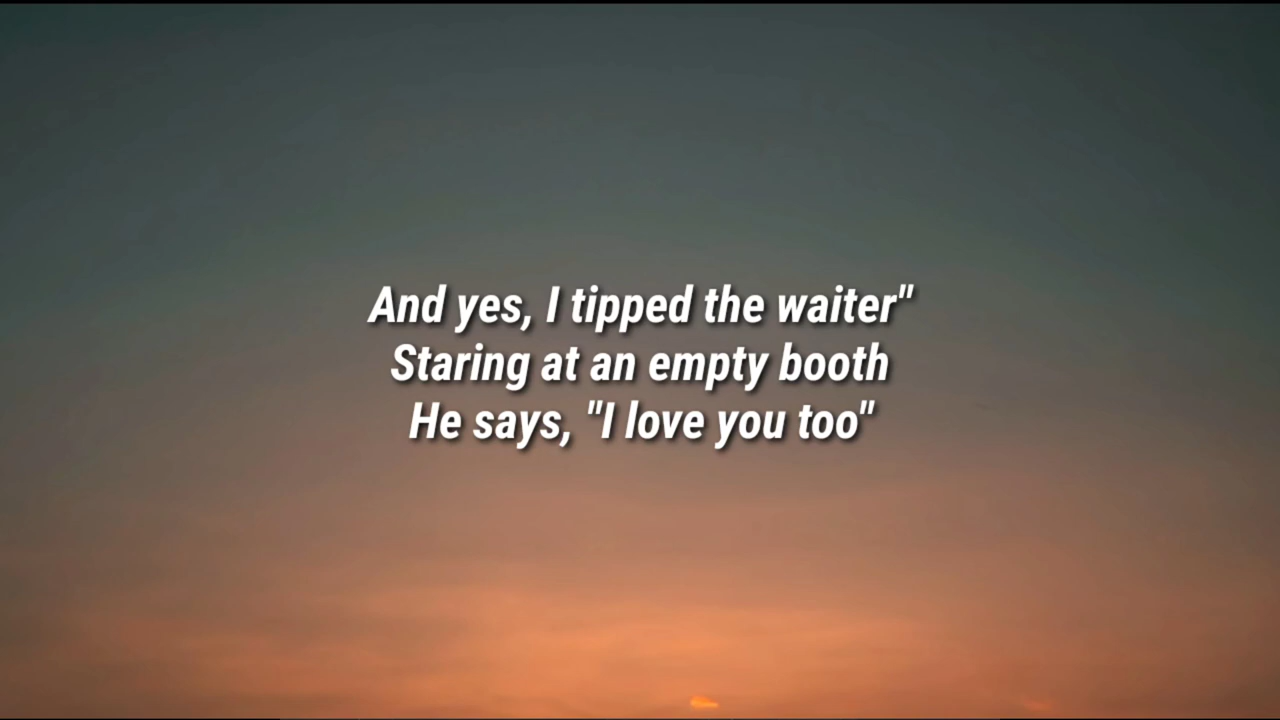 And yes, I tipped the waiter"
Staring at an empty booth
He says, "I love you too"